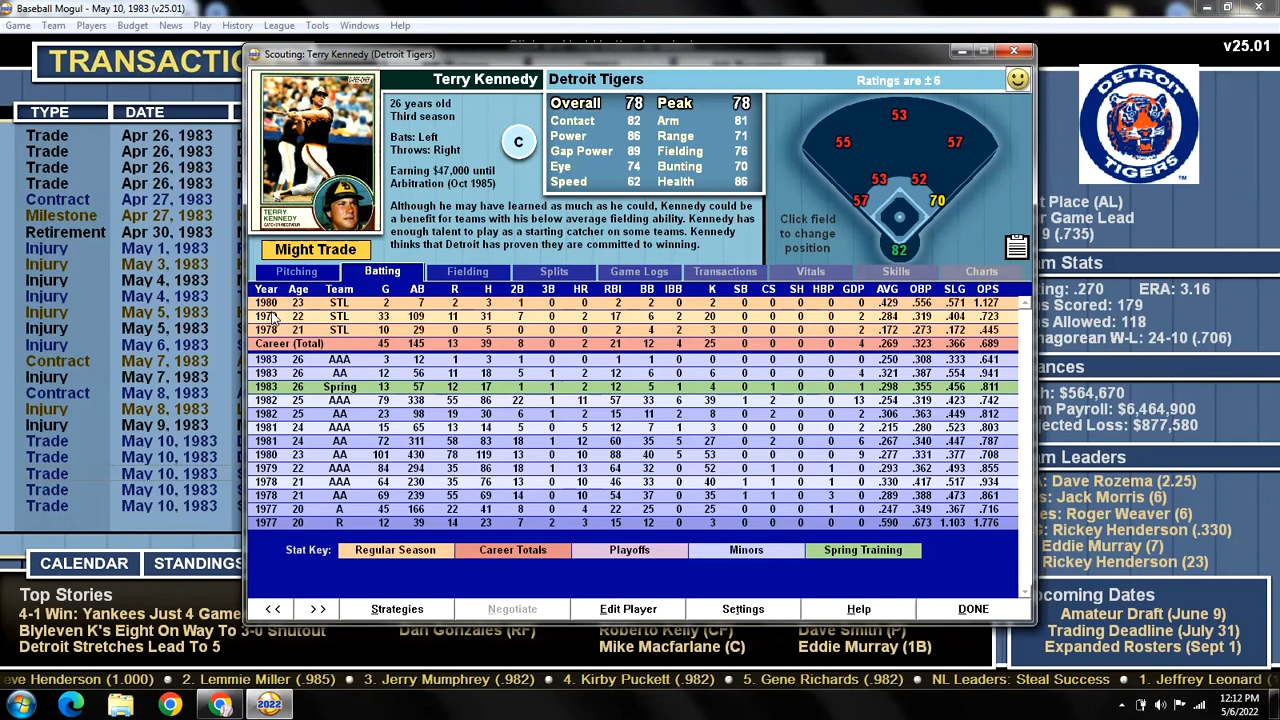 Baseball Mogul - May 10, 1983 (v25.01)
Game Team Players Budget News Play History League Tools Windows Help
v25.01
TRANSACTIO
TYPE DATE
Trade Apr 26, 1983
Trade Apr 26, 1983
Trade Apr 26, 1983
Trade Apr 26, 1983
Contract Apr 27, 1983
Milestone Apr 27, 1983
Retirement Apr 30, 1983
Injury May 1, 1983
Injury May 3, 1983
Injury May 4, 1983
Injury May 4, 1983
Injury May 5, 1983
Injury May 6, 1983
Contract May 7, 1983
Injury May 7, 1983
Contract May 8, 1983
Injury May 9, 1983
Trade May 10, 1983
Trade May 10, 1983
Trade May 10, 1983
Trade May 10, 1983
CALENDAR STANDINGS
Top Stories
4-1 Win: Yankees Just 4 Game
Blyleven K's Eight On Way To 3-0 Shutout
Detroit Stretches Lead To 5
Scouting: Terry Kennedy (Detroit Tigers)
Terry Kennedy Detroit Tigers Ratings are ± 6
TERRY
KENNEDY
26 years old
Third season
Bats: Left
Throws: Right
Earning $47,000 until
Arbitration (Oct 1985)
C
Overall 78 Peak 78
Contact 82 Arm 81
Power 86 Range 71
Gap Power 89 Fielding 76
Eye 74 Bunting 70
Speed 62 Health 86
Although he may have learned as much as he could, Kennedy could be
a benefit for teams with his below average fielding ability. Kennedy has
enough talent to play as a starting catcher on some teams. Kennedy
thinks that Detroit has proven they are committed to winning.
Might Trade
53
55 57
53 52
57 70
82
Click field
to change
position
Pitching Batting Fielding Splits Game Logs Transactions Vitals Skills Charts
Year Age Team G AB R H 2B 3B HR RBI BB IBB K SB CS SH HBP GDP AVG OBP SLG OPS
1980 23 STL 2 7 2 3 1 0 0 2 2 0 2 0 0 0 0 0 .429 .556 .571 1.127
197 22 STL 33 109 11 31 7 0 2 17 6 2 20 0 0 0 0 2 .284 .319 .404 .723
1978 21 STL 10 29 0 5 0 0 0 2 4 2 3 0 0 0 0 2 .172 .273 .172 .445
Career (Total) 45 145 13 39 8 0 2 21 12 4 25 0 0 0 0 4 .269 .323 .366 .689
1983 26 AAA 3 12 1 3 1 0 0 1 1 0 2 0 0 0 0 0 .250 .308 .333 .641
1983 26 AA 12 56 11 18 5 1 2 12 6 0 6 0 0 0 0 4 .321 .387 .554 .941
1983 26 Spring 13 57 12 17 1 1 2 12 5 1 4 0 1 0 0 1 .298 .355 .456 .811
1982 25 AAA 79 338 55 86 22 1 11 57 33 6 39 1 2 0 0 13 .254 .319 .423 .742
1982 25 AA 23 98 19 30 6 1 2 15 11 2 8 0 2 0 0 2 .306 .363 .449 .812
1981 24 AAA 15 65 13 14 5 0 5 12 7 1 3 0 0 0 0 2 .215 .280 .523 .803
1981 24 AA 72 311 58 83 18 1 12 60 35 5 27 0 2 0 0 6 .267 .340 .447 .787
1980 23 AA 101 430 78 119 13 0 10 88 40 5 53 0 0 0 0 9 .277 .331 .377 .708
1979 22 AAA 84 294 35 86 18 1 13 64 32 0 52 0 1 0 0 0 .293 .362 .493 .855
1978 21 AAA 64 230 35 76 13 0 10 46 33 0 40 0 1 0 0 0 .330 .417 .517 .934
1978 21 AA 69 239 55 69 14 0 10 54 37 0 35 1 1 0 3 0 .289 .388 .473 .861
1977 20 A 45 166 22 41 8 0 4 22 25 0 25 0 0 0 1 0 .247 .349 .367 .716
1977 20 R 12 39 14 23 7 2 3 15 12 0 3 0 0 0 0 0 .590 .673 1.103 1.776
Stat Key: Regular Season Career Totals Playoffs Minors Spring Training
<< >> Strategies Negotiate Edit Player Settings Help DONE
Dan Gonzales (RF) Roberto Kelly (CF) Dave Smith (P)
Mike Macfarlane (C) Eddie Murray (1B)
DETROIT
TIGERS
t Place (AL)
r Game Lead
9 (.735)
am Stats
ting: .270 ERA: 3.16
s Scored: 179
s Allowed: 118
hagorean W-L: 24-10 (.706)
ances
h: $564,670
m Payroll: $6,464,900
jected Loss: $877,580
am Leaders
A: Dave Rozema (2.25)
s: Jack Morris (6)
es: Roger Weaver (6)
G: Rickey Henderson (.330)
Eddie Murray (7)
Rickey Henderson (23)
pcoming Dates
Amateur Draft (June 9)
Trading Deadline (July 31)
Expanded Rosters (Sept 1)
eve Henderson (1.000) • 2. Lemmie Miller (.985) • 3. Jerry Mumphrey (.982) • 4. Kirby Puckett (.982) • 5. Gene Richards (.982) • NL Leaders: Steal Success • 1. Jeffrey Leonard (1
2022
12:12 PM
5/6/2022